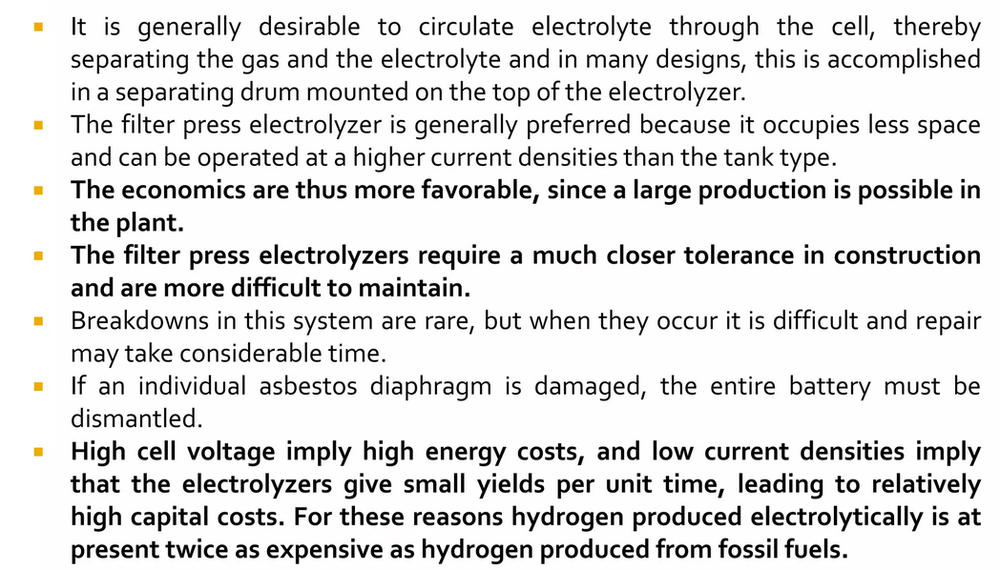 ▪ It is generally desirable to circulate electrolyte through the cell, thereby
separating the gas and the electrolyte and in many designs, this is accomplished
in a separating drum mounted on the top of the electrolyzer.
▪ The filter press electrolyzer is generally preferred because it occupies less space
and can be operated at a higher current densities than the tank type.
▪ The economics are thus more favorable, since a large production is possible in
the plant.
▪ The filter press electrolyzers require a much closer tolerance in construction
and are more difficult to maintain.
▪ Breakdowns in this system are rare, but when they occur it is difficult and repair
may take considerable time.
▪ If an individual asbestos diaphragm is damaged, the entire battery must be
dismantled.
▪ High cell voltage imply high energy costs, and low current densities imply
that the electrolyzers give small yields per unit time, leading to relatively
high capital costs. For these reasons hydrogen produced electrolytically is at
present twice as expensive as hydrogen produced from fossil fuels.